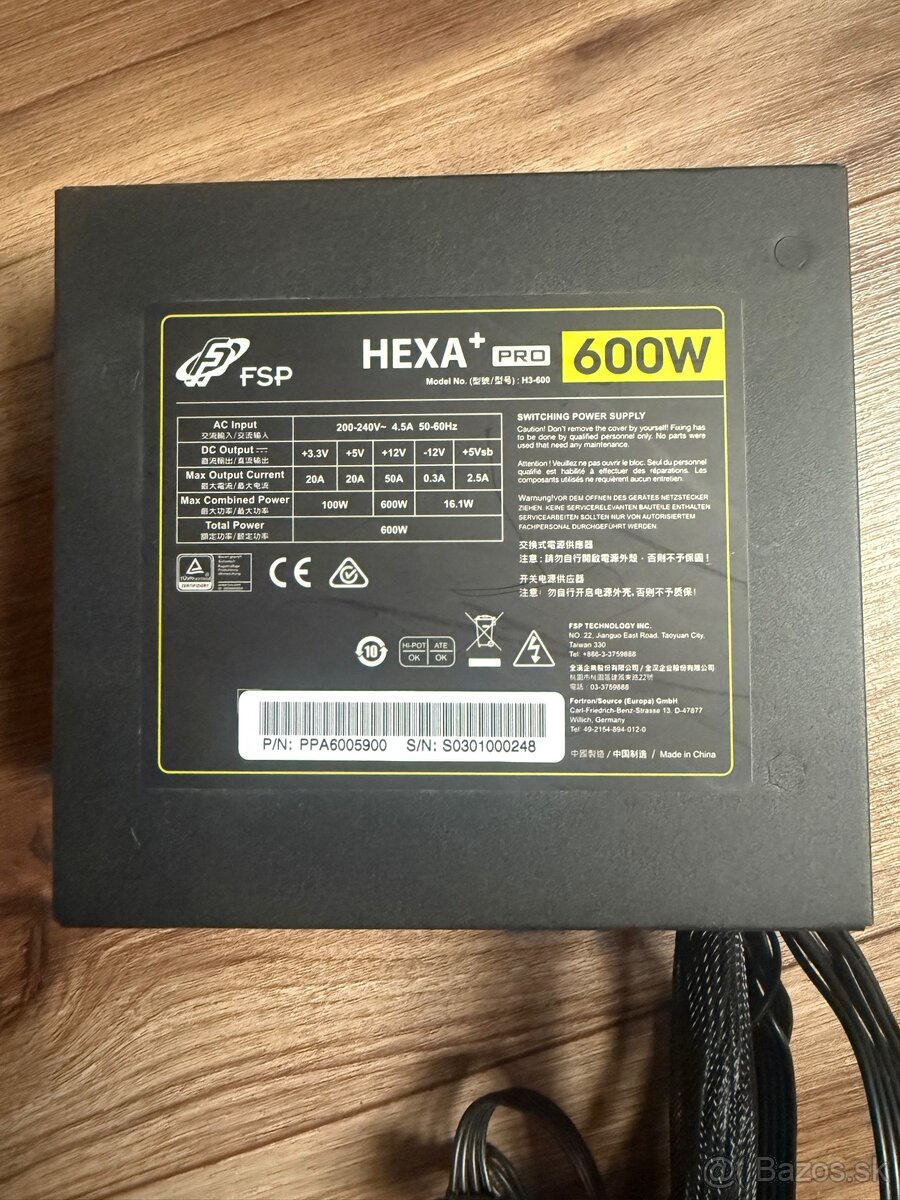 FSP
HEXA+ PRO 600W
Model No. (型號/型号) : H3-600
AC Input
交流輸入/交流输入
200-240V~ 4.5A 50-60Hz
DC Output
直流輸出/直流输出
+3.3V +5V +12V -12V +5Vsb
Max Output Current
最大電流/最大电流
20A 20A 50A 0.3A 2.5A
Max Combined Power
最大功率/最大功率
100W 600W 16.1W
Total Power
額定功率/额定功率
600W
SWITCHING POWER SUPPLY
Caution! Don't remove the cover by yourself! Fixing has
to be done by qualified personnel only. No parts were
used that need any maintenance.
Attention ! Veuillez ne pas ouvrir le bloc. Seul du personnel
qualifié est habilité à effectuer des réparations. Les
composants utilisés ne requièrent aucun entretien.
Warnung!VOR DEM ÖFFNEN DES GERÄTES NETZSTECKER
ZIEHEN. KEINE SERVICERELEVANTEN BAUTEILE ENTHALTEN
SERVICEARBEITEN SOLLTEN NUR VON AUTORISIERTEM
FACHPERSONAL DURCHGEFÜHRT WERDEN.
交換式電源供應器
注意 : 請勿自行開啟電源外殼，否則不予保固！
开关电源供应器
注意： 勿自行开启电源外壳, 否则不予质保！
CE
10
HI-POT OK
ATE OK
FSP TECHNOLOGY INC.
NO. 22, Jianguo East Road, Taoyuan City,
Taiwan 330
Tel: +886-3-3759888
全漢企業股份有限公司 / 全汉企业股份有限公司
桃園市桃園區建國東路22號
電話 : 03-3759888
Fortron/Source (Europa) GmbH
Carl-Friedrich-Benz-Strasse 13, D-47877
Willich, Germany
Tel: 49-2154-894-012-0
P/N: PPA6005900 S/N: S0301000248
中國製造 / 中国制造 / Made in China
Bazos.sk